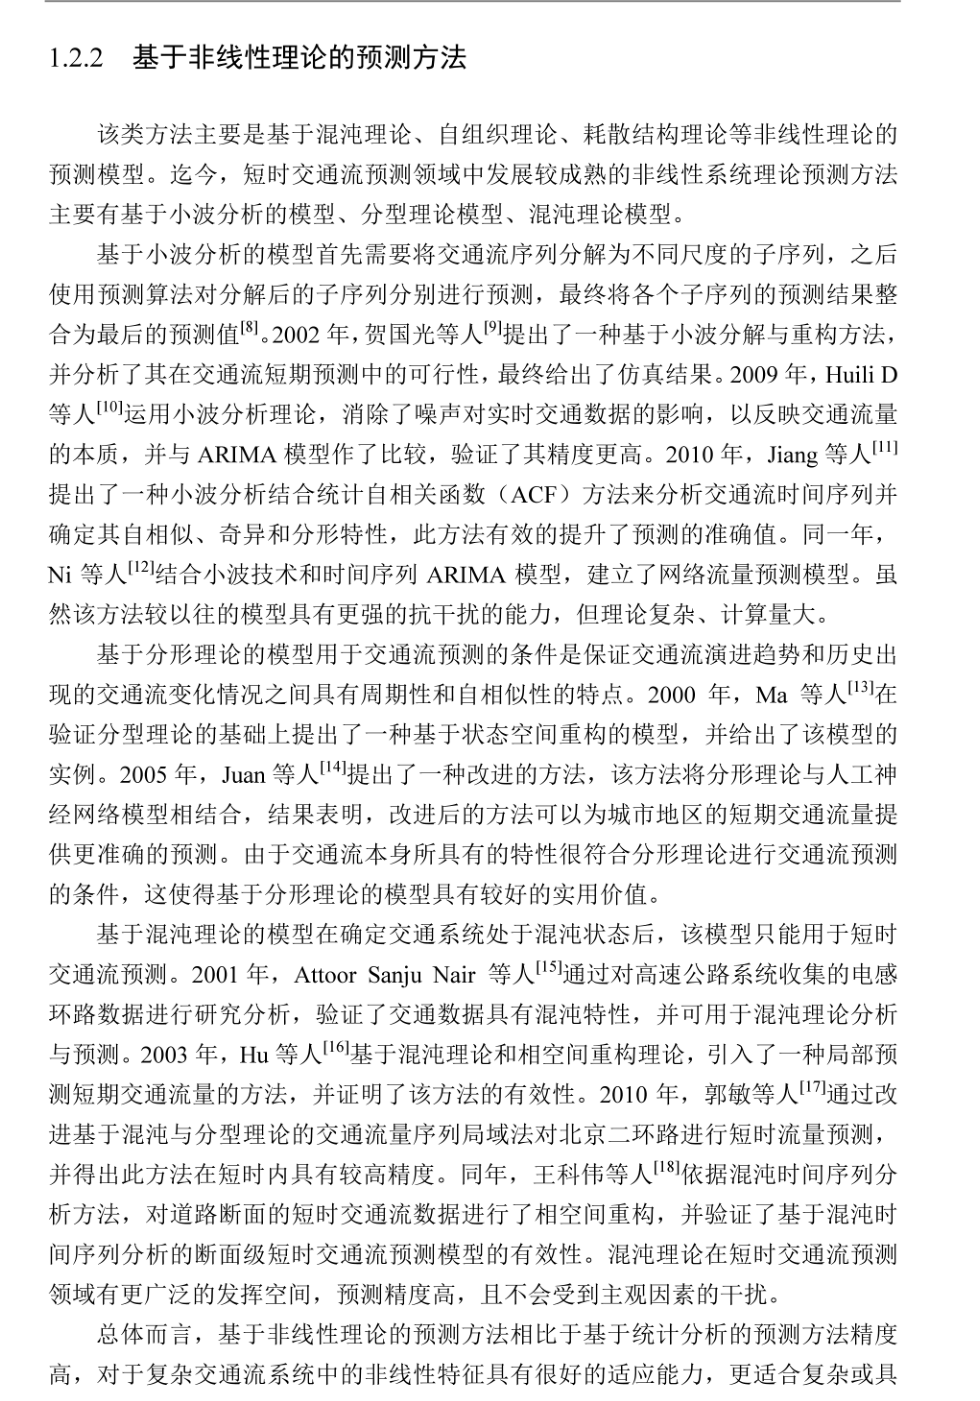 1.2.2 基于非线性理论的预测方法
该类方法主要是基于混沌理论、自组织理论、耗散结构理论等非线性理论的
预测模型。迄今，短时交通流预测领域中发展较成熟的非线性系统理论预测方法
主要有基于小波分析的模型、分型理论模型、混沌理论模型。
基于小波分析的模型首先需要将交通流序列分解为不同尺度的子序列，之后
使用预测算法对分解后的子序列分别进行预测，最终将各个子序列的预测结果整
合为最后的预测值[8]。2002 年，贺国光等人[9]提出了一种基于小波分解与重构方法，
并分析了其在交通流短期预测中的可行性，最终给出了仿真结果。2009 年，Huili D
等人[10]运用小波分析理论，消除了噪声对实时交通数据的影响，以反映交通流量
的本质，并与 ARIMA 模型作了比较，验证了其精度更高。2010 年，Jiang 等人[11]
提出了一种小波分析结合统计自相关函数（ACF）方法来分析交通流时间序列并
确定其自相似、奇异和分形特性，此方法有效的提升了预测的准确值。同一年，
Ni 等人[12]结合小波技术和时间序列 ARIMA 模型，建立了网络流量预测模型。虽
然该方法较以往的模型具有更强的抗干扰的能力，但理论复杂、计算量大。
基于分形理论的模型用于交通流预测的条件是保证交通流演进趋势和历史出
现的交通流变化情况之间具有周期性和自相似性的特点。2000 年，Ma 等人[13]在
验证分型理论的基础上提出了一种基于状态空间重构的模型，并给出了该模型的
实例。2005 年，Juan 等人[14]提出了一种改进的方法，该方法将分形理论与人工神
经网络模型相结合，结果表明，改进后的方法可以为城市地区的短期交通流量提
供更准确的预测。由于交通流本身所具有的特性很符合分形理论进行交通流预测
的条件，这使得基于分形理论的模型具有较好的实用价值。
基于混沌理论的模型在确定交通系统处于混沌状态后，该模型只能用于短时
交通流预测。2001 年，Attoor Sanju Nair 等人[15]通过对高速公路系统收集的电感
环路数据进行研究分析，验证了交通数据具有混沌特性，并可用于混沌理论分析
与预测。2003 年，Hu 等人[16]基于混沌理论和相空间重构理论，引入了一种局部预
测短期交通流量的方法，并证明了该方法的有效性。2010 年，郭敏等人[17]通过改
进基于混沌与分型理论的交通流量序列局域法对北京二环路进行短时流量预测，
并得出此方法在短时内具有较高精度。同年，王科伟等人[18]依据混沌时间序列分
析方法，对道路断面的短时交通流数据进行了相空间重构，并验证了基于混沌时
间序列分析的断面级短时交通流预测模型的有效性。混沌理论在短时交通流预测
领域有更广泛的发挥空间，预测精度高，且不会受到主观因素的干扰。
总体而言，基于非线性理论的预测方法相比于基于统计分析的预测方法精度
高，对于复杂交通流系统中的非线性特征具有很好的适应能力，更适合复杂或具